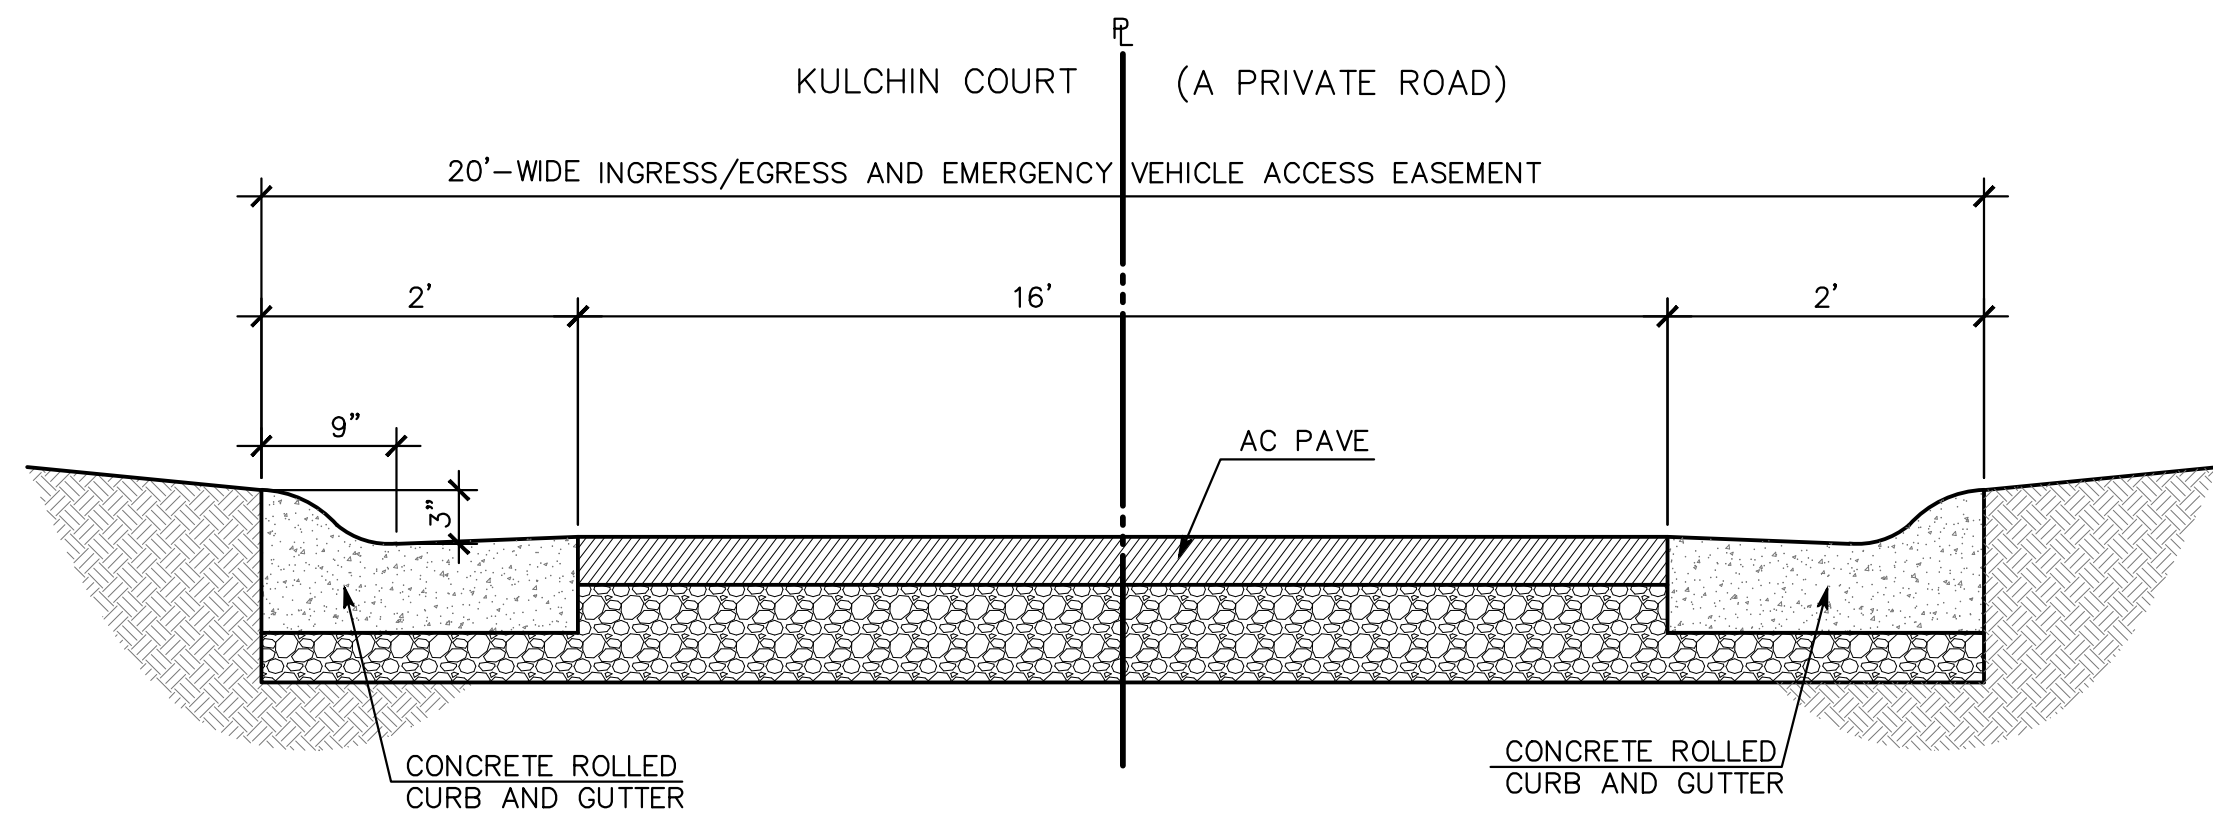 PL
KULCHIN COURT (A PRIVATE ROAD)
20'-WIDE INGRESS/EGRESS AND EMERGENCY VEHICLE ACCESS EASEMENT
2' 16' 2'
9"
AC PAVE
3"
CONCRETE ROLLED
CURB AND GUTTER
CONCRETE ROLLED
CURB AND GUTTER